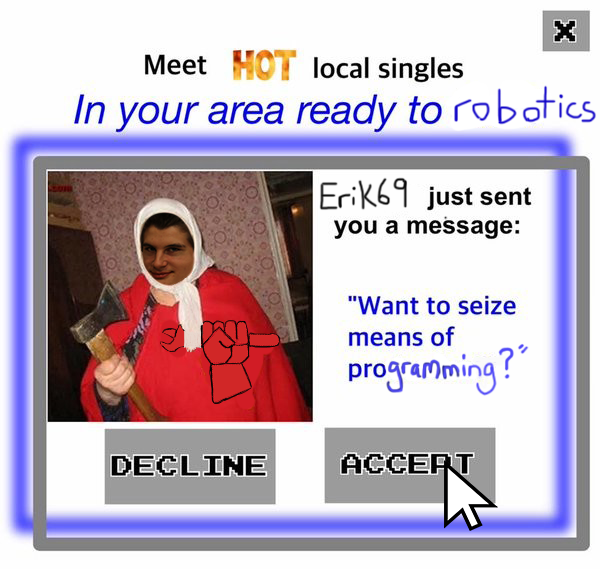 Meet HOT local singles
In your area ready to robotics
Erik69 just sent
you a message:
"Want to seize
means of
programming?"
DECLINE
ACCEPT